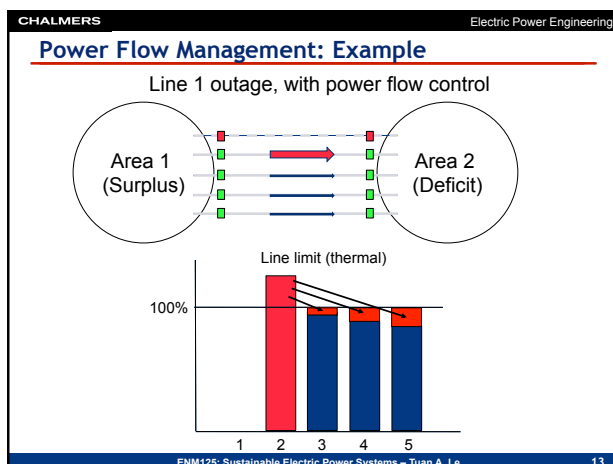 CHALMERS
Electric Power Engineering
Power Flow Management: Example
Line 1 outage, with power flow control
Area 1
(Surplus)
Area 2
(Deficit)
Line limit (thermal)
100%
1 2 3 4 5
ENM125: Sustainable Electric Power Systems – Tuan A. Le
13